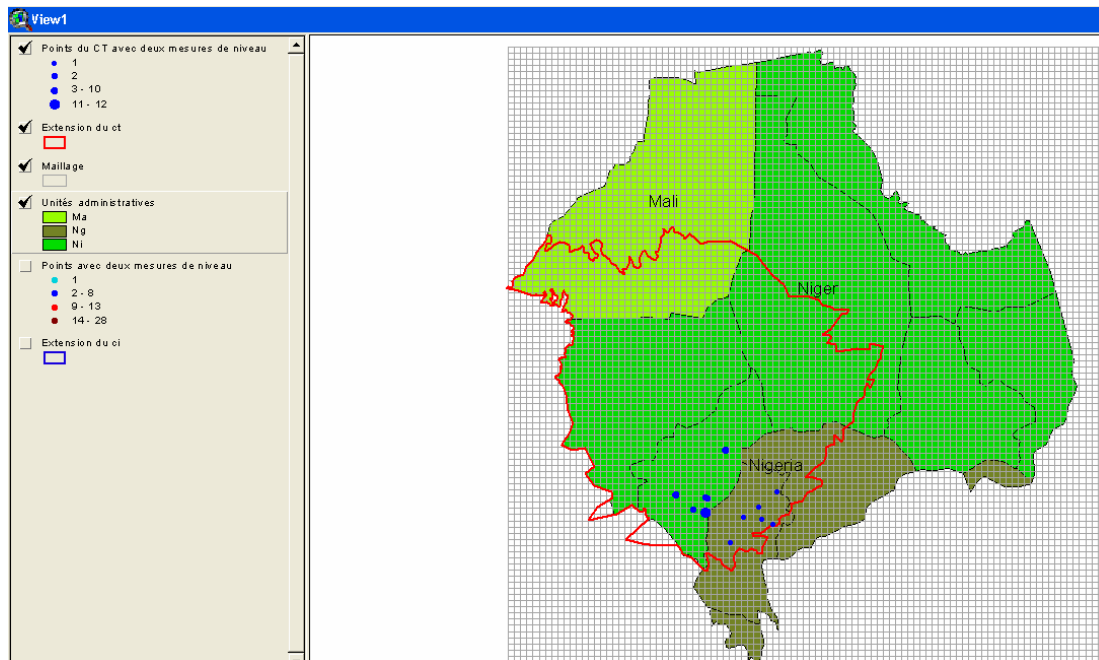 View1
Points du CT avec deux mesures de niveau
1
2
3 - 10
11 - 12
Extension du ct
Maillage
Unités administratives
Ma
Ng
Ni
Points avec deux mesures de niveau
1
2 - 8
9 - 13
14 - 28
Extension du ci
Mali
Niger
Nigeria